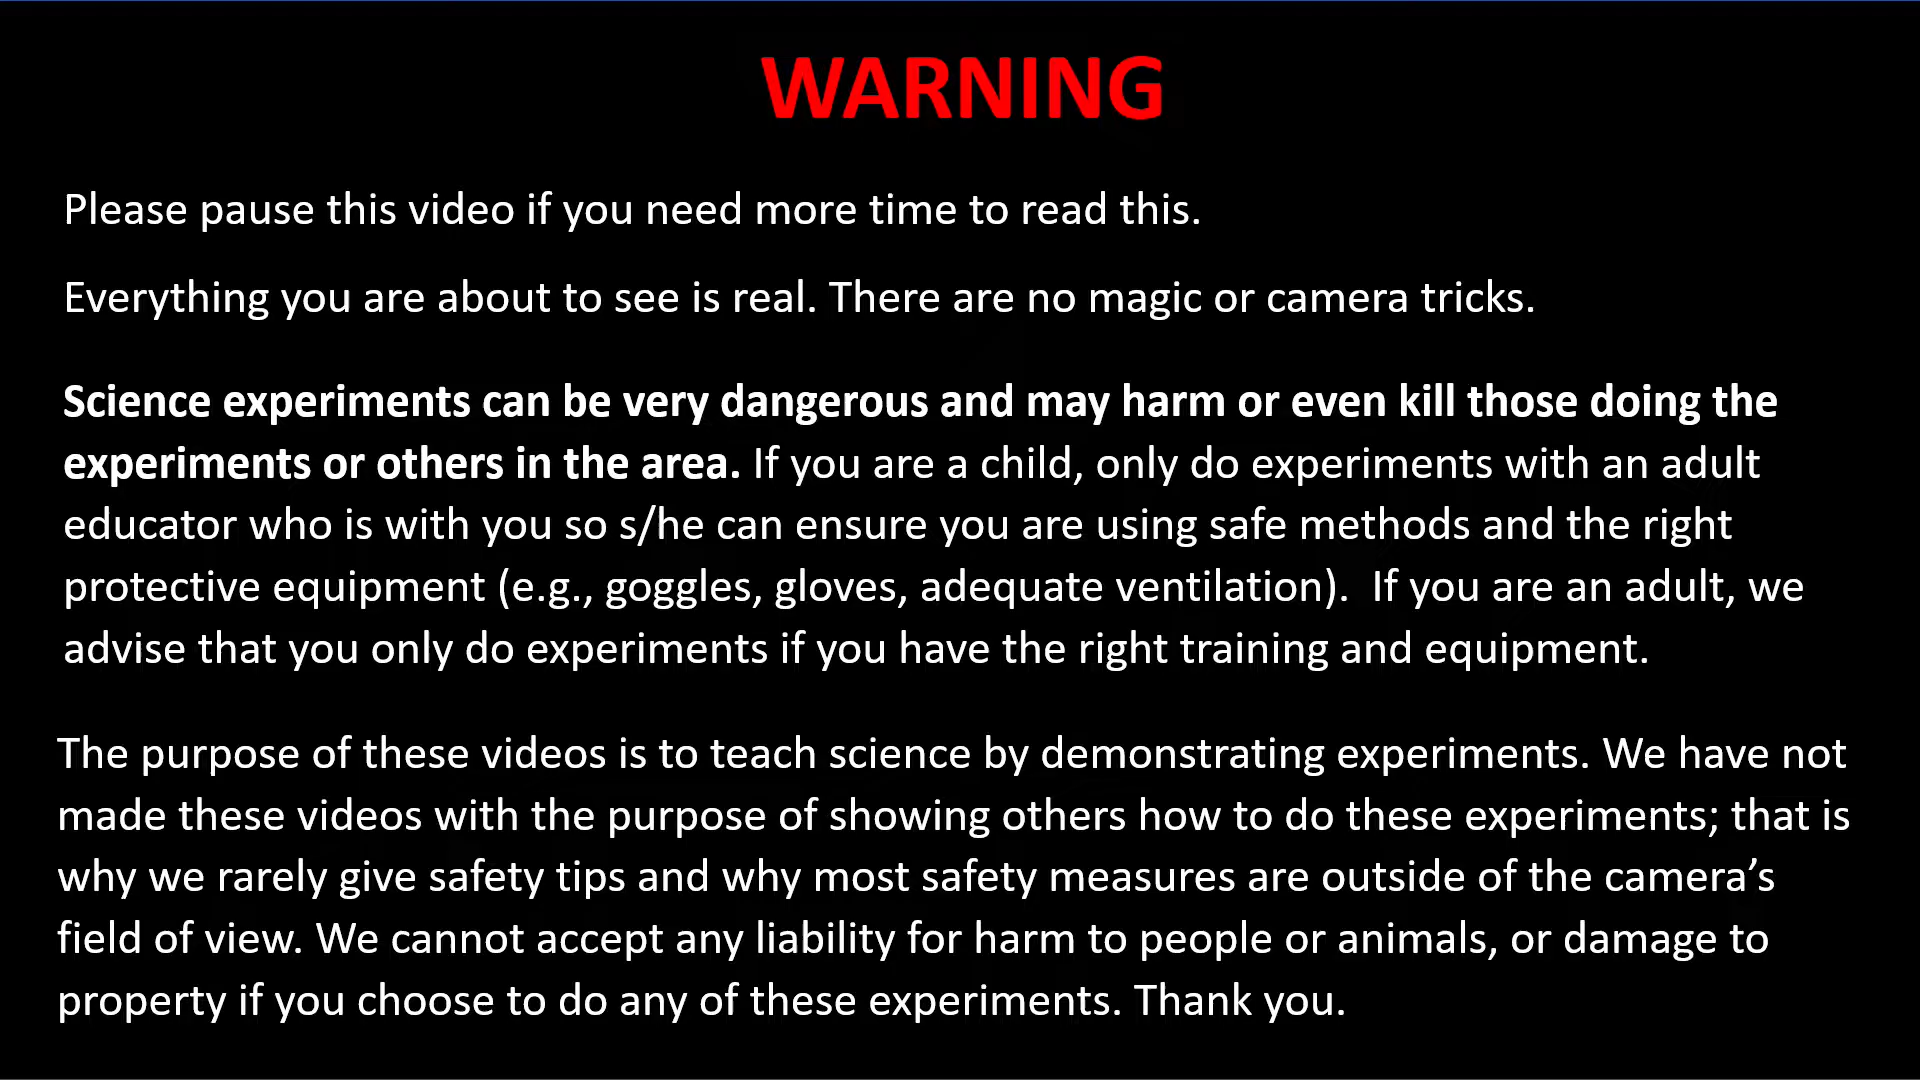 WARNING
Please pause this video if you need more time to read this.
Everything you are about to see is real. There are no magic or camera tricks.
Science experiments can be very dangerous and may harm or even kill those doing the
experiments or others in the area. If you are a child, only do experiments with an adult
educator who is with you so s/he can ensure you are using safe methods and the right
protective equipment (e.g., goggles, gloves, adequate ventilation).  If you are an adult, we
advise that you only do experiments if you have the right training and equipment.
The purpose of these videos is to teach science by demonstrating experiments. We have not
made these videos with the purpose of showing others how to do these experiments; that is
why we rarely give safety tips and why most safety measures are outside of the camera’s
field of view. We cannot accept any liability for harm to people or animals, or damage to
property if you choose to do any of these experiments. Thank you.